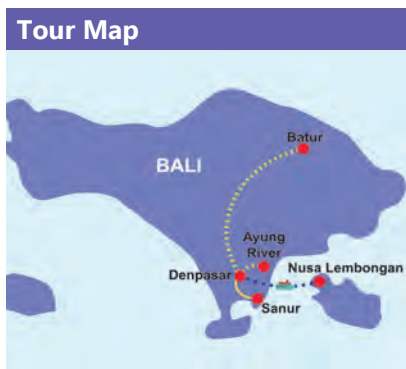 Tour Map
Batur
BALI
Ayung
River
Denpasar
Nusa Lembongan
Sanur